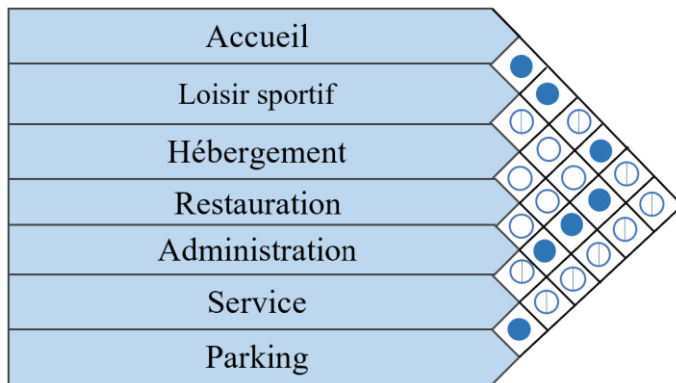 Accueil
Loisir sportif
Hébergement
Restauration
Administration
Service
Parking